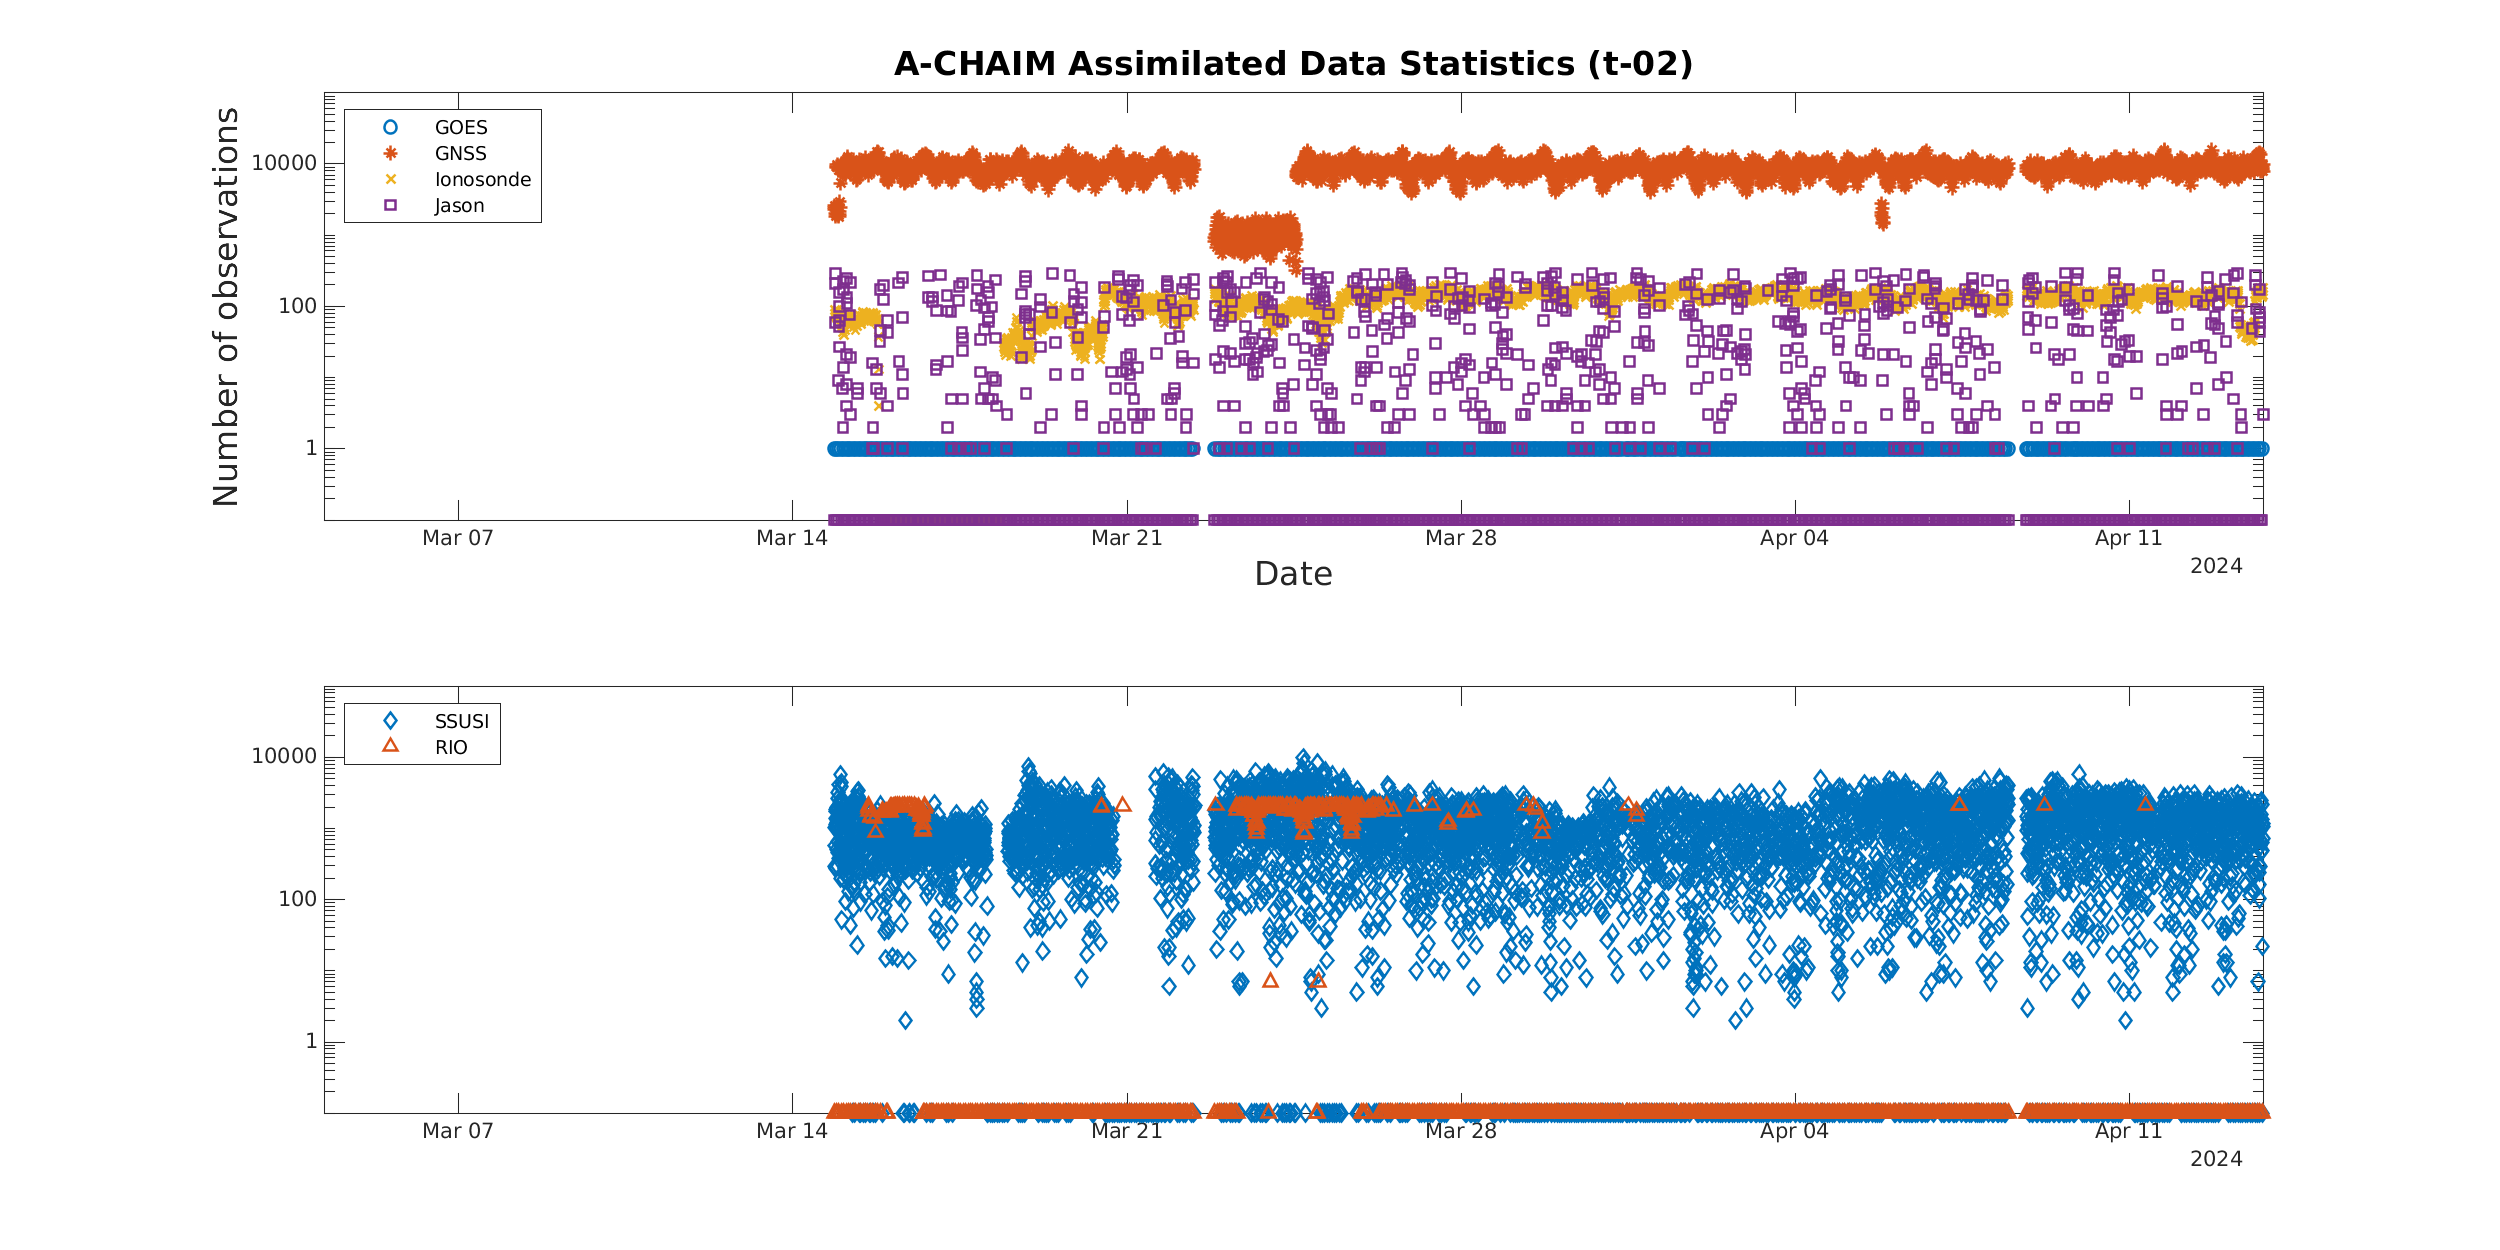 A-CHAIM Assimilated Data Statistics (t-02)
Number of observations
10000
100
1
GOES
GNSS
Ionosonde
Jason
Mar 07
Mar 14
Mar 21
Mar 28
Apr 04
Apr 11
2024
Date
10000
100
1
SSUSI
RIO
Mar 07
Mar 14
Mar 21
Mar 28
Apr 04
Apr 11
2024